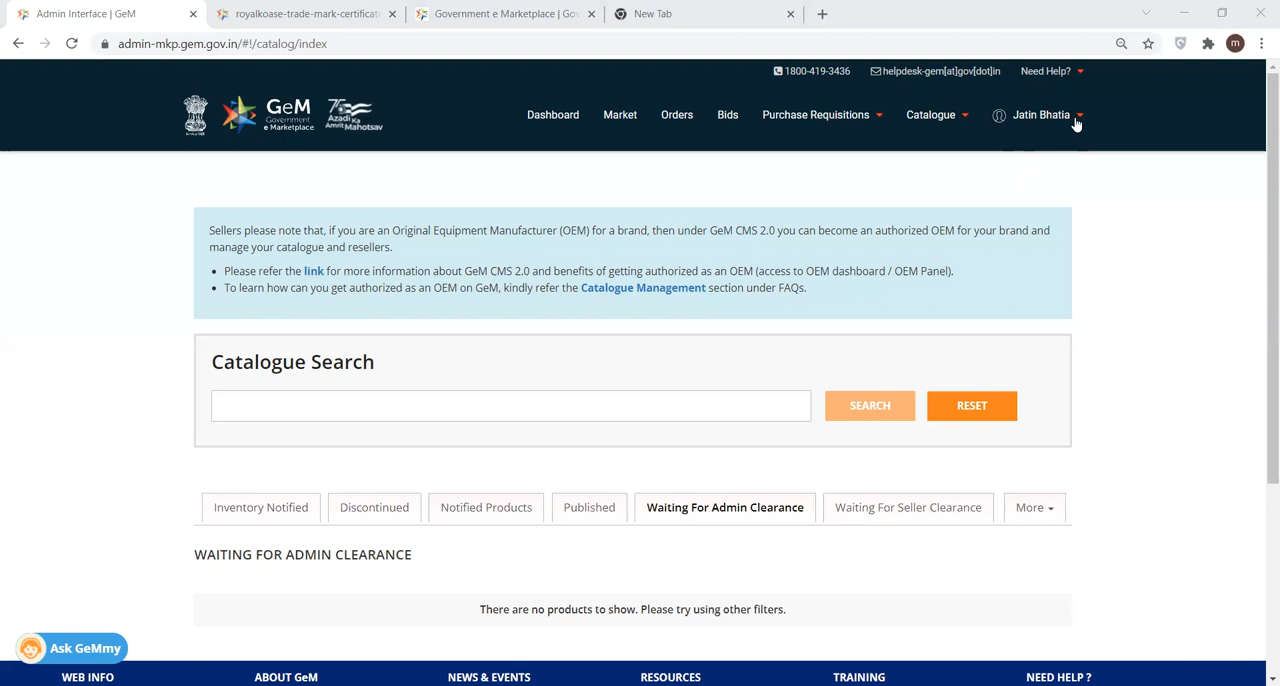 Admin Interface | GeM
royalkoase-trade-mark-certificate
Government e Marketplace | Gov
New Tab
admin-mkp.gem.gov.in/#!/catalog/index
m
1800-419-3436
helpdesk-gem[at]gov[dot]in
Need Help?
GeM
Government
e Marketplace
75
Azadi Ka
Amrit Mahotsav
Dashboard
Market
Orders
Bids
Purchase Requisitions
Catalogue
Jatin Bhatia
Sellers please note that, if you are an Original Equipment Manufacturer (OEM) for a brand, then under GeM CMS 2.0 you can become an authorized OEM for your brand and
manage your catalogue and resellers.
Please refer the link for more information about GeM CMS 2.0 and benefits of getting authorized as an OEM (access to OEM dashboard / OEM Panel).
To learn how can you get authorized as an OEM on GeM, kindly refer the Catalogue Management section under FAQs.
Catalogue Search
SEARCH
RESET
Inventory Notified
Discontinued
Notified Products
Published
Waiting For Admin Clearance
Waiting For Seller Clearance
More
WAITING FOR ADMIN CLEARANCE
There are no products to show. Please try using other filters.
Ask GeMmy
WEB INFO
ABOUT GeM
NEWS & EVENTS
RESOURCES
TRAINING
NEED HELP ?